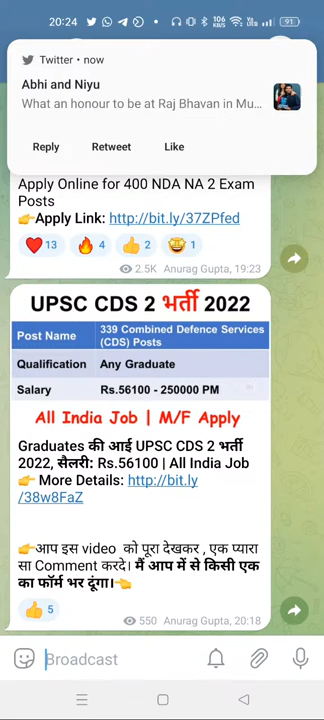 20:24
106
KB/S
91
Twitter • now
Abhi and Niyu
What an honour to be at Raj Bhavan in Mu...
Reply Retweet Like
Apply Online for 400 NDA NA 2 Exam
Posts
👉Apply Link: http://bit.ly/37ZPfed
❤️13 🔥4 👍2 🤩1
2.5K Anurag Gupta, 19:23
UPSC CDS 2 भर्ती 2022
Post Name 339 Combined Defence Services
(CDS) Posts
Qualification Any Graduate
Salary Rs.56100 - 250000 PM
All India Job | M/F Apply
Graduates की आई UPSC CDS 2 भर्ती
2022, सैलरी: Rs.56100 | All India Job
👉 More Details: http://bit.ly
/38w8FaZ
👉आप इस video को पूरा देखकर , एक प्यारा
सा Comment करदे। मैं आप में से किसी एक
का फॉर्म भर दूंगा।👈
👍5
550 Anurag Gupta, 20:18
Broadcast